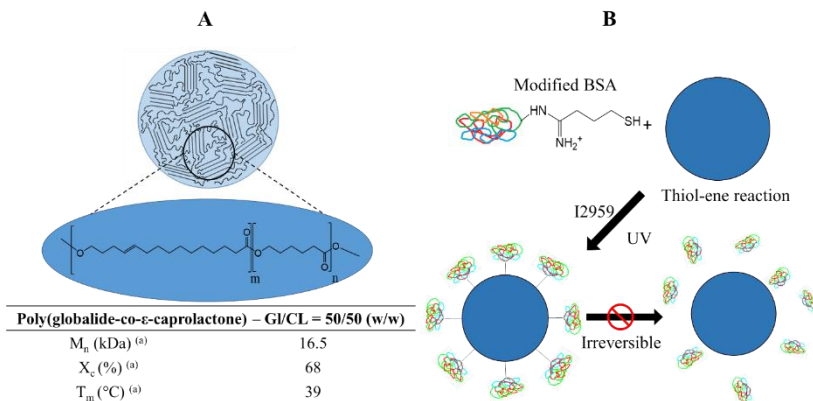 A
O
O
O
O
m
n
Poly(globalide-co-ε-caprolactone) – Gl/CL = 50/50 (w/w)
Mn (kDa) (a) 16.5
Xc (%) (a) 68
Tm (°C) (a) 39
B
Modified BSA
HN
SH
+
NH2+
Thiol-ene reaction
I2959
UV
Irreversible